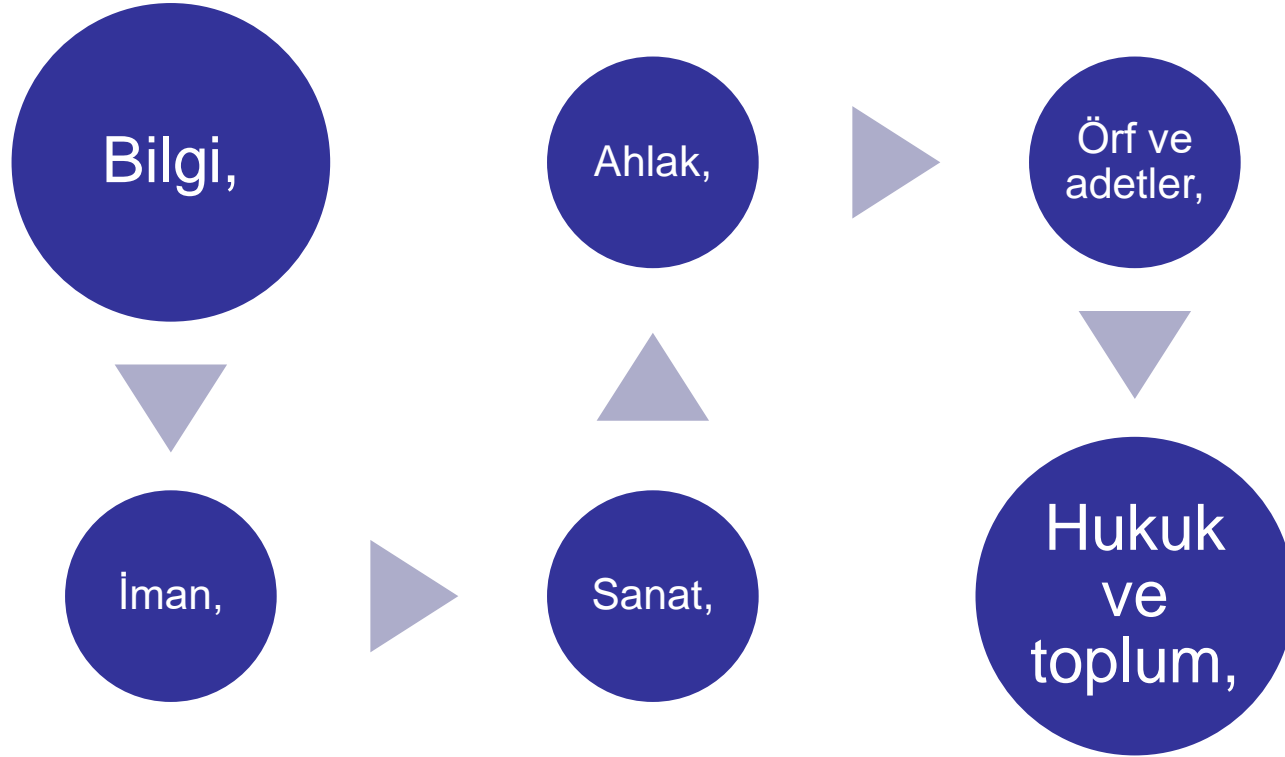 Bilgi,
İman,
Sanat,
Ahlak,
Örf ve
adetler,
Hukuk
ve
toplum,